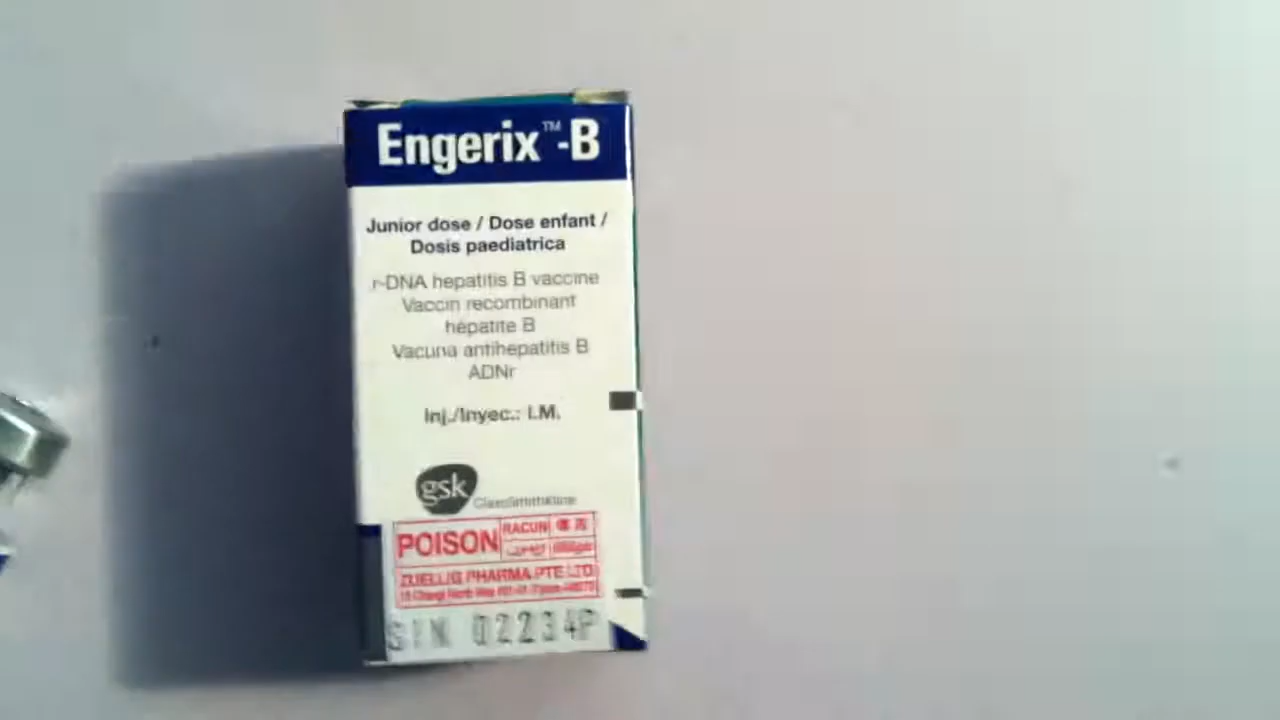 Engerix™-B
Junior dose / Dose enfant /
Dosis paediatrica
r-DNA hepatitis B vaccine
Vaccin recombinant
hépatite B
Vacuna antihepatitis B
ADNr
Inj./Inyec.: I.M.
gsk GlaxoSmithKline
POISON
RACUN
ZUELLIG PHARMA PTE LTD
SIN 02234P